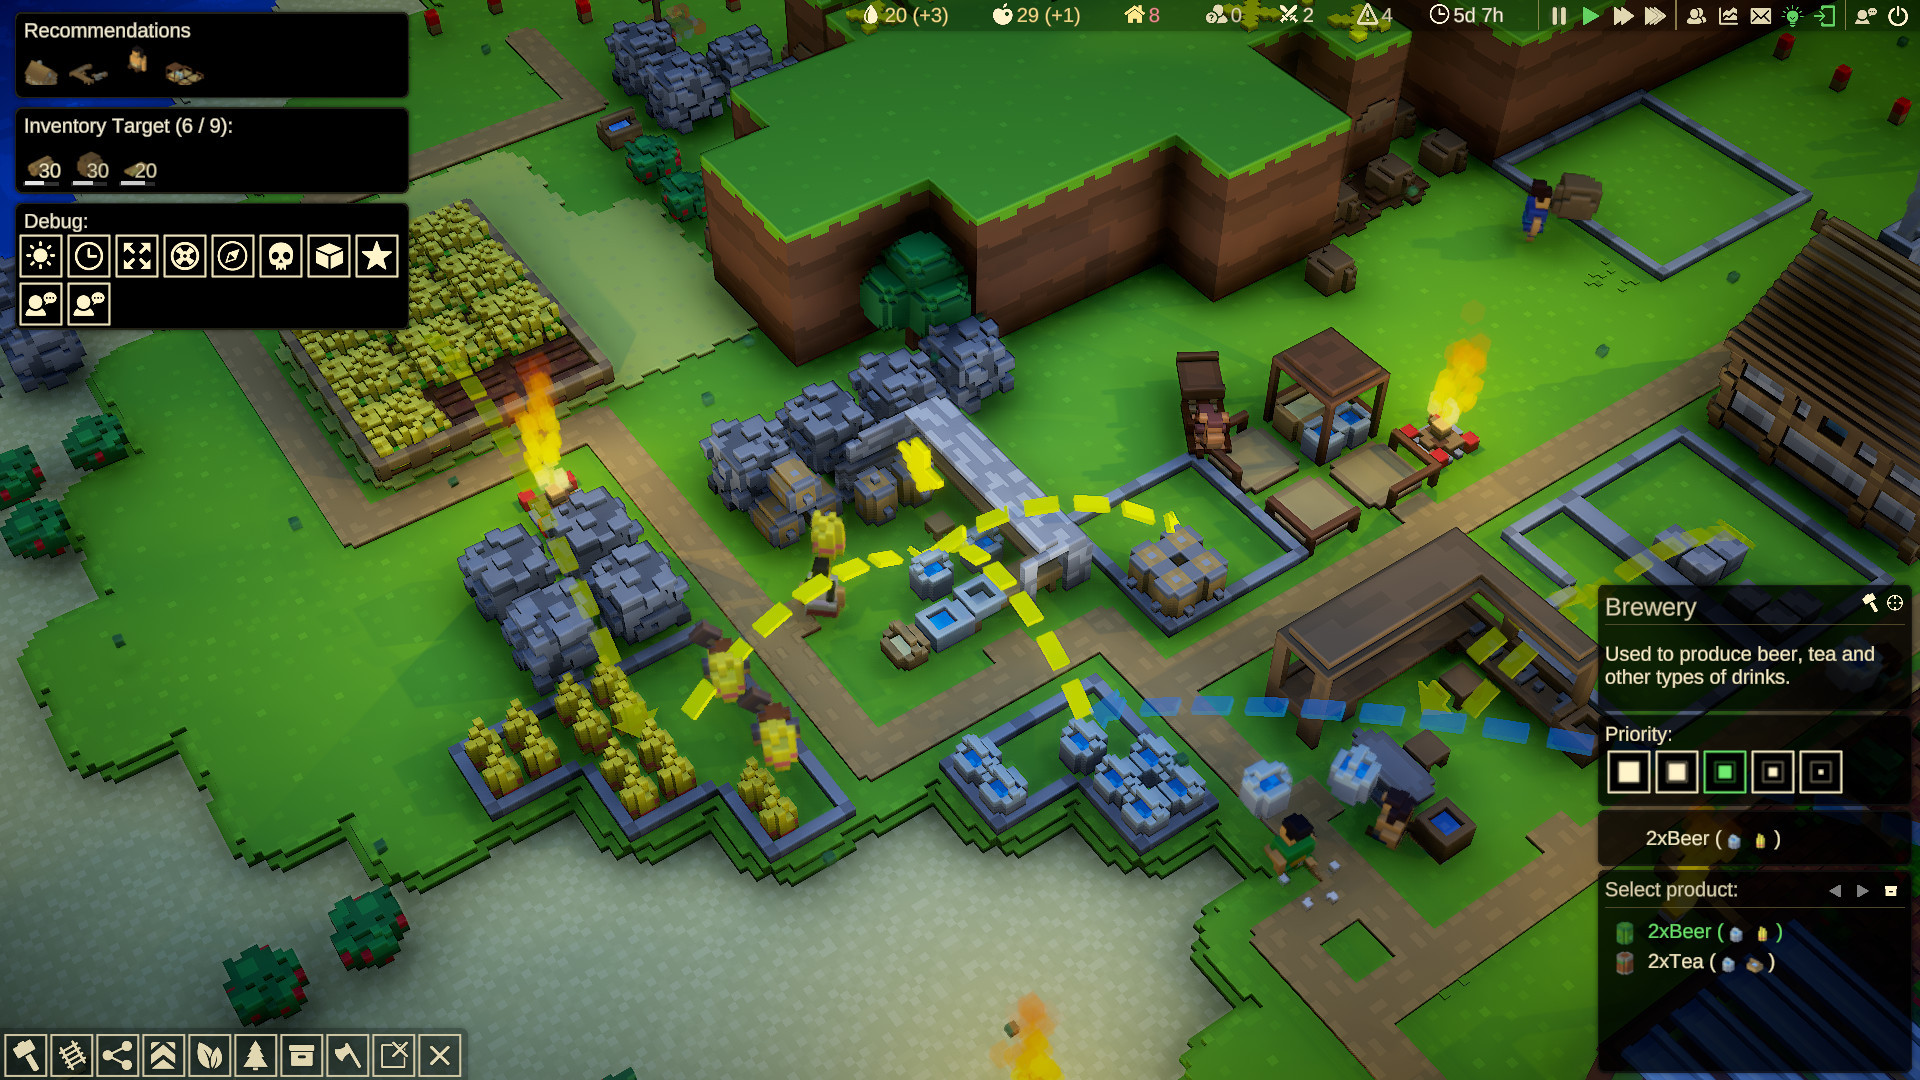 Recommendations
20 (+3) 29 (+1) 8 0 2 4 5d 7h
Inventory Target (6 / 9):
30 30 20
Debug:
Brewery
Used to produce beer, tea and
other types of drinks.
Priority:
2xBeer ( )
Select product:
2xBeer ( )
2xTea ( )